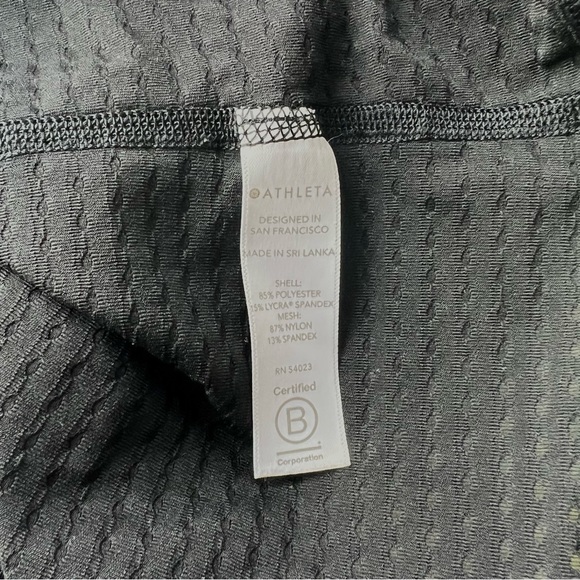 ATHLETA
DESIGNED IN
SAN FRANCISCO
MADE IN SRI LANKA
SHELL:
85% POLYESTER
15% LYCRA® SPANDEX
MESH:
87% NYLON
13% SPANDEX
RN 54023
Certified
B
Corporation